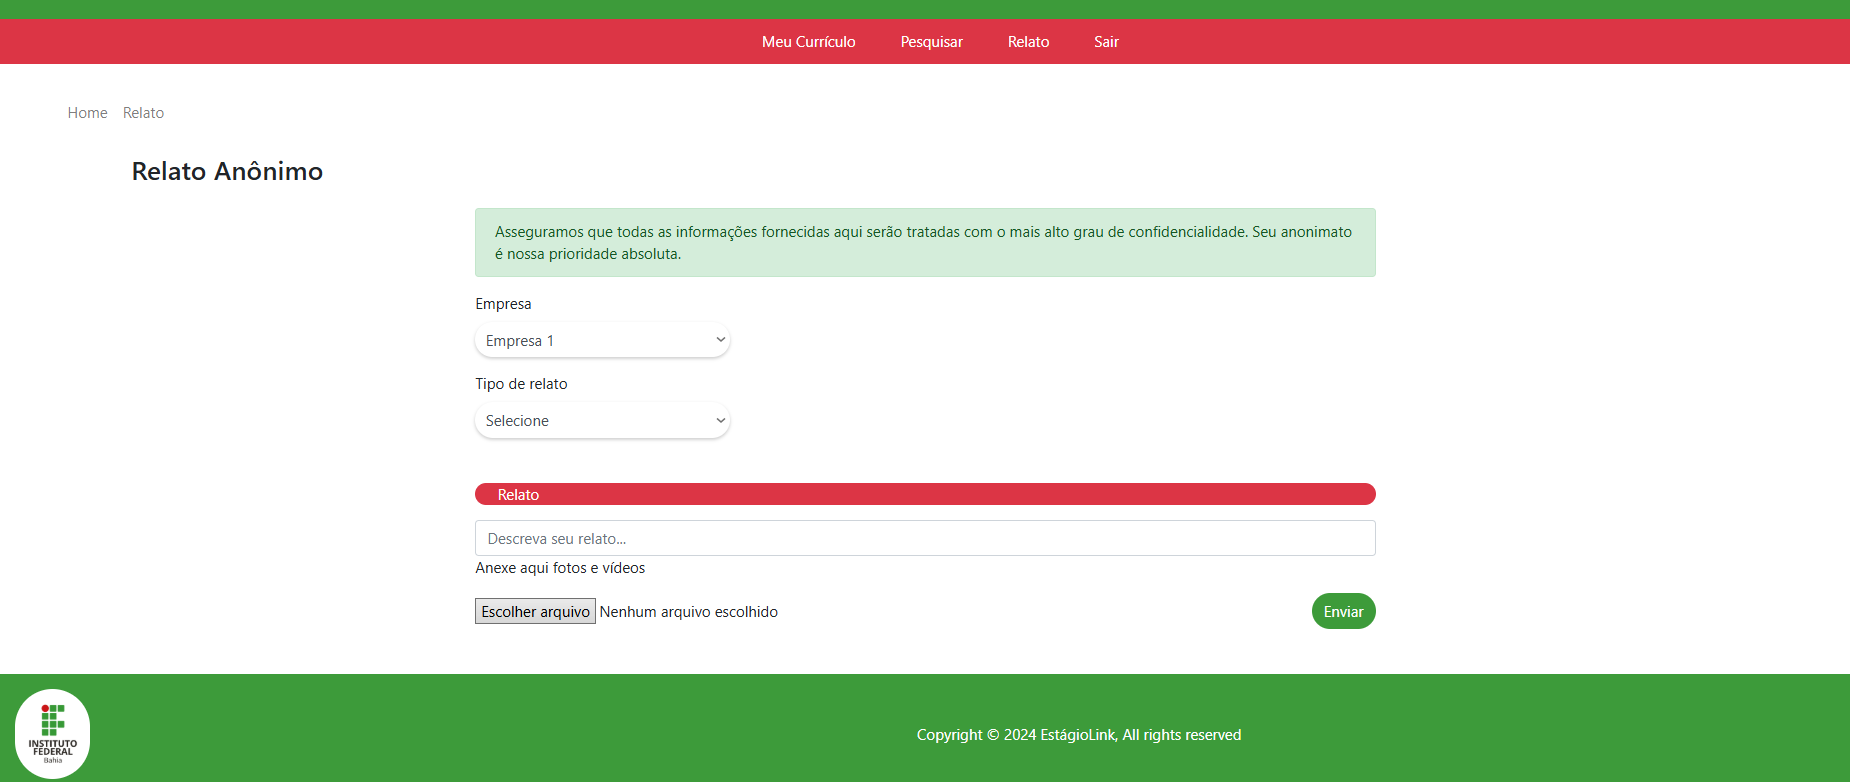 Meu Currículo Pesquisar Relato Sair
Home Relato
Relato Anônimo
Asseguramos que todas as informações fornecidas aqui serão tratadas com o mais alto grau de confidencialidade. Seu anonimato
é nossa prioridade absoluta.
Empresa
Empresa 1
Tipo de relato
Selecione
Relato
Descreva seu relato...
Anexe aqui fotos e vídeos
Escolher arquivo Nenhum arquivo escolhido
Enviar
INSTITUTO
FEDERAL
Bahia
Copyright © 2024 EstágioLink, All rights reserved